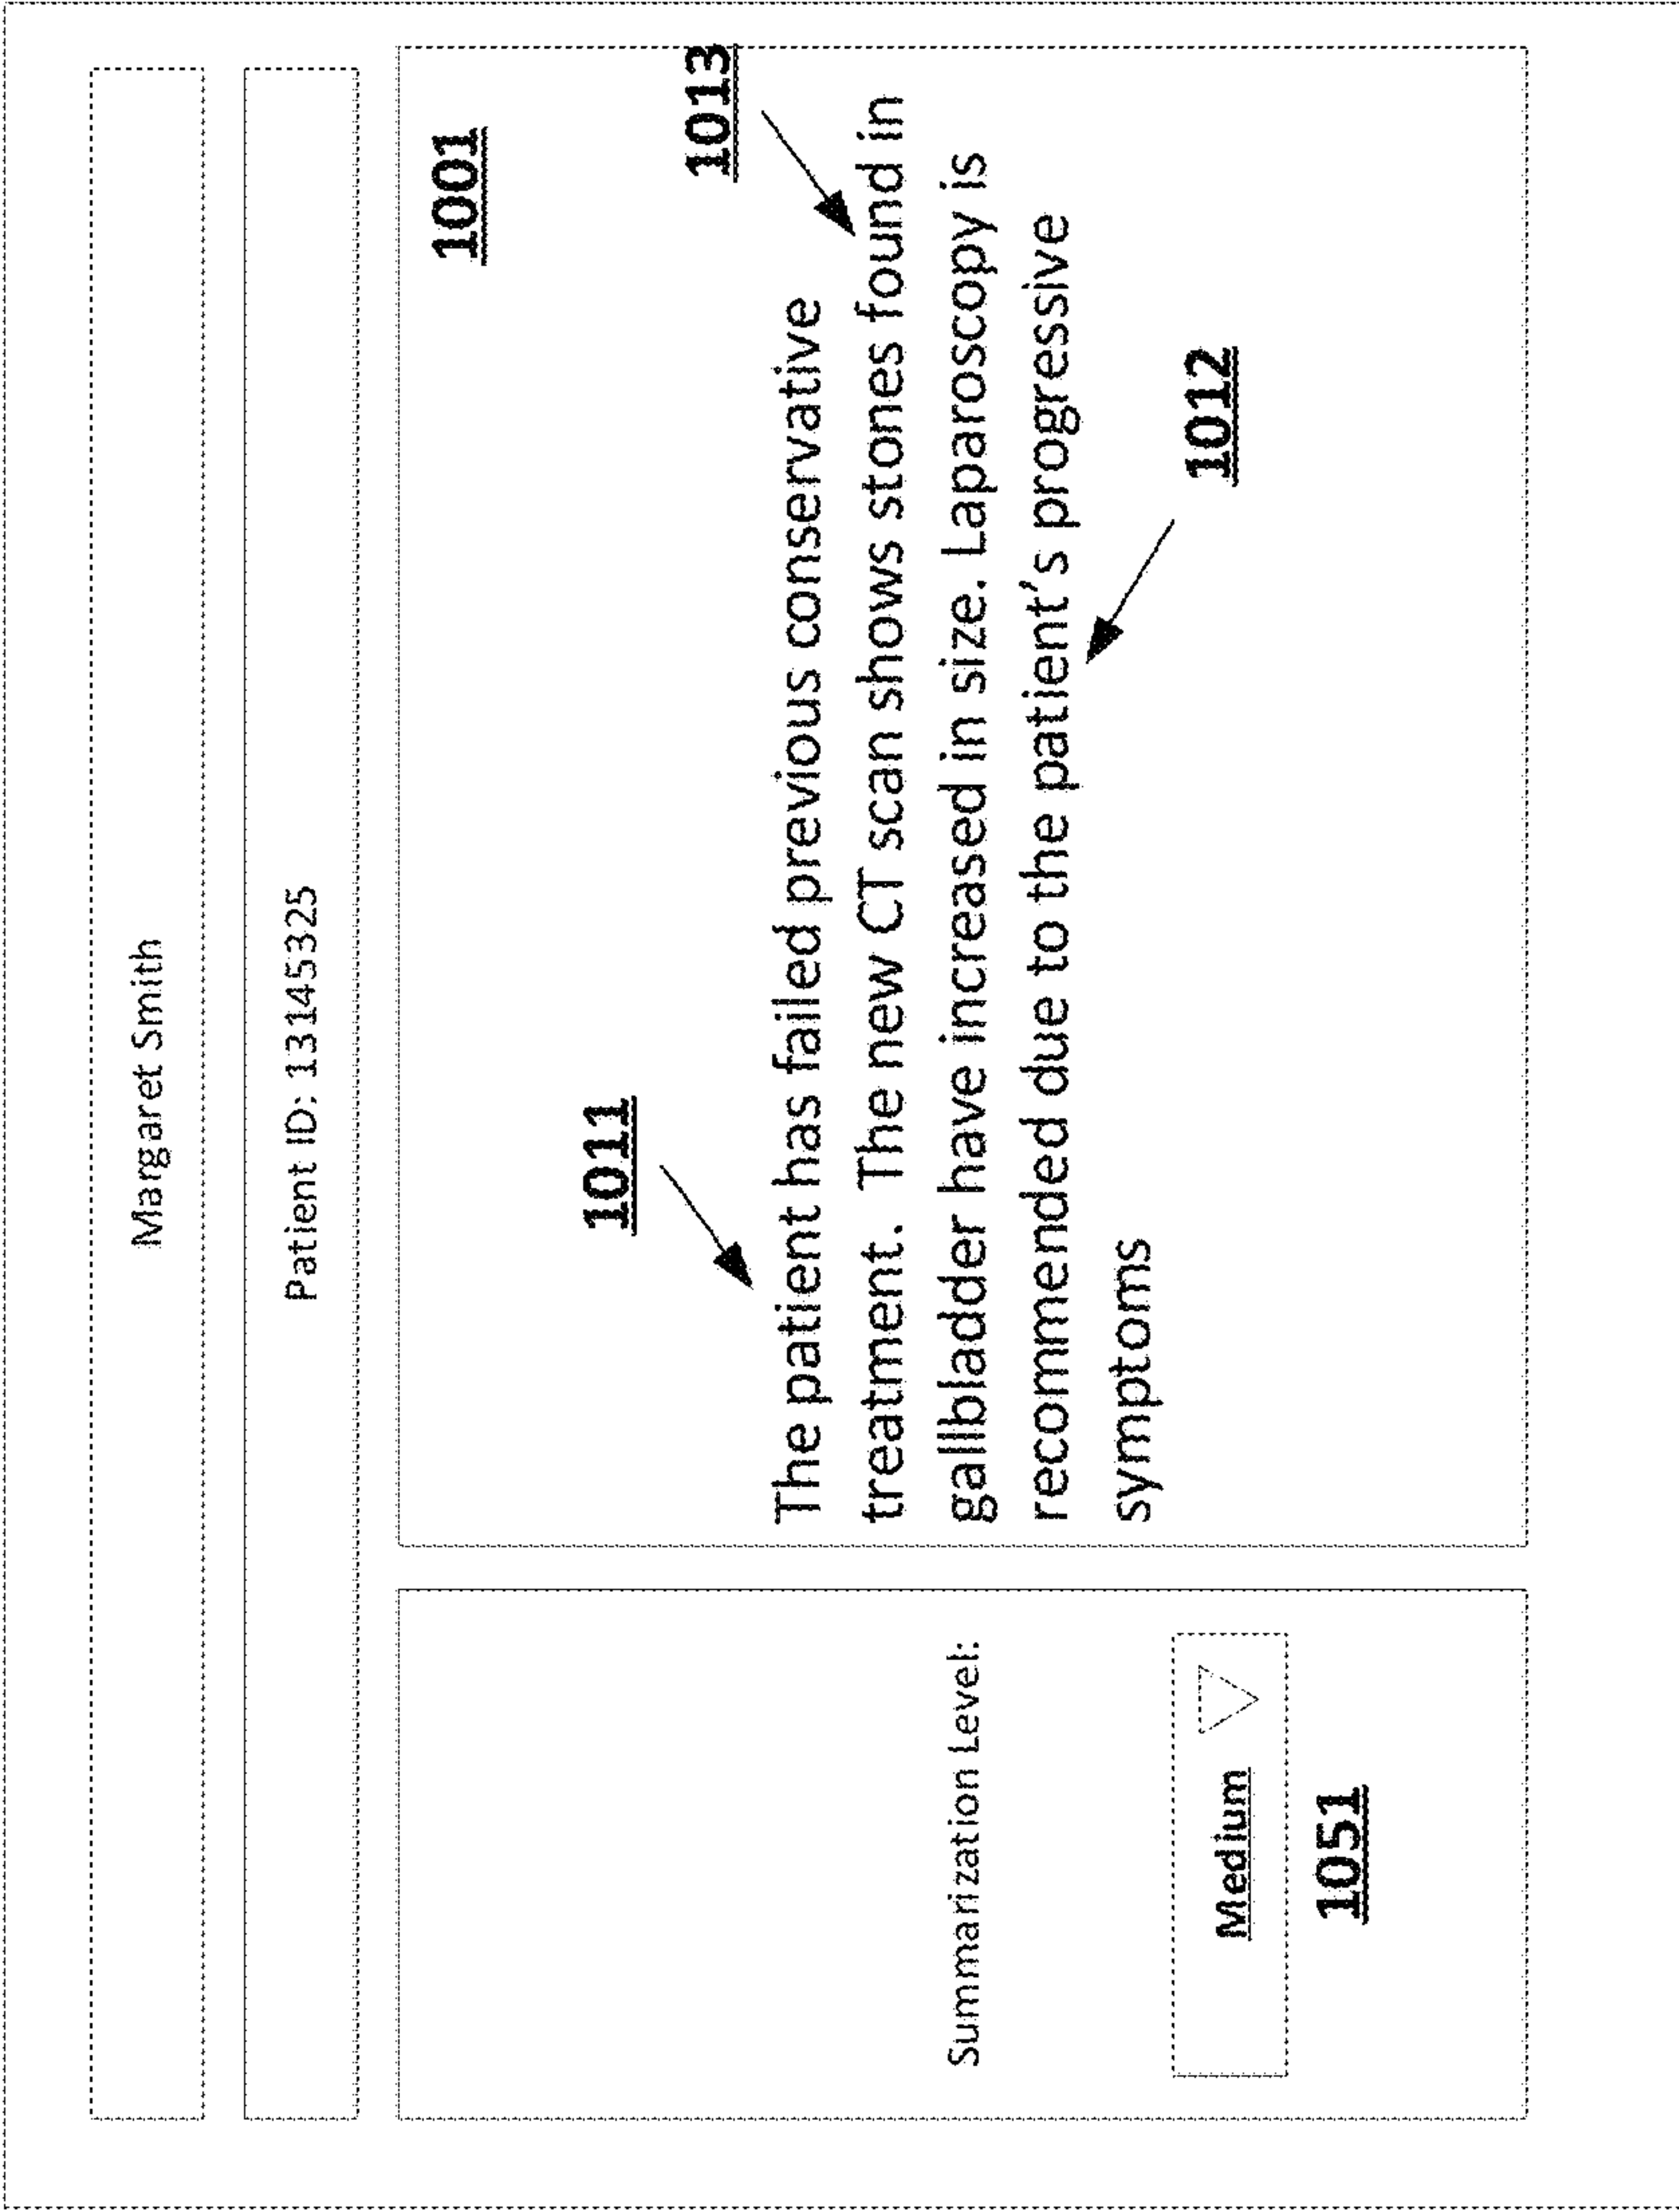 Margaret Smith
Patient ID: 13145325
1001
1011
1013
The patient has failed previous conservative
treatment. The new CT scan shows stones found in
gallbladder have increased in size. Laparoscopy is
recommended due to the patient's progressive
symptons
1012
Summarization Level:
Medium
1051